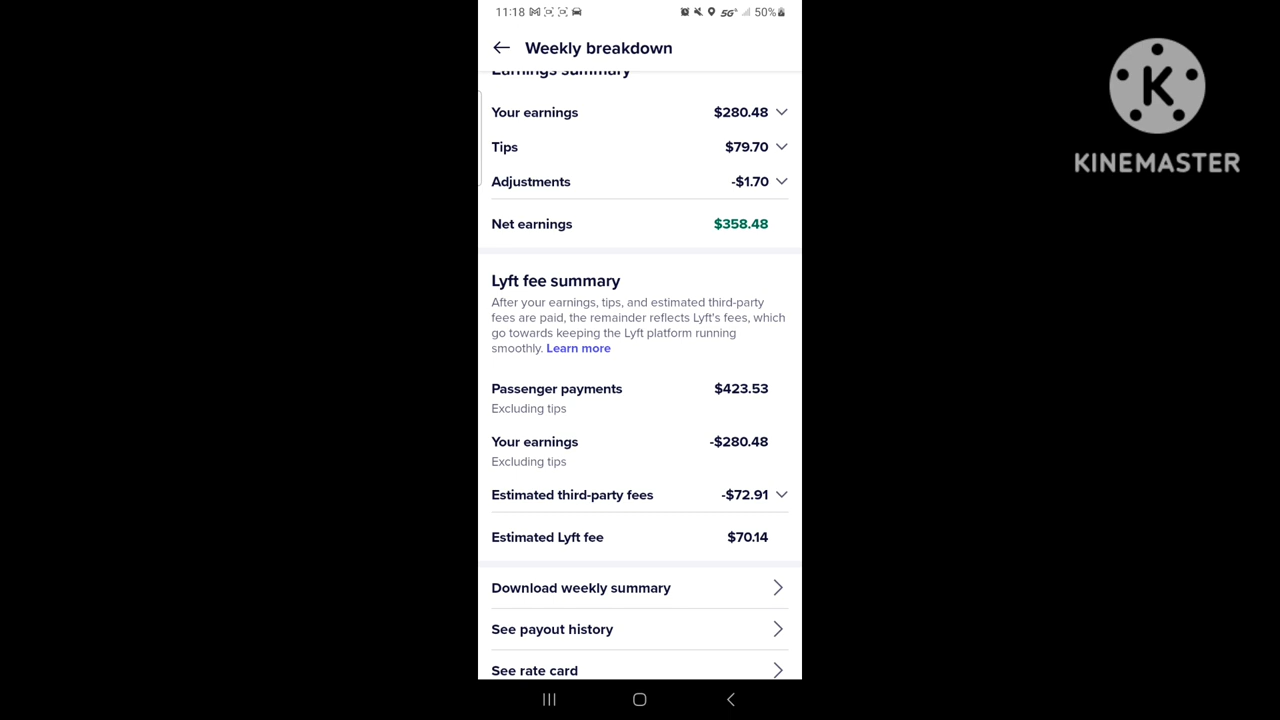 11:18 5G 50%
Weekly breakdown
Earnings summary
Your earnings $280.48
Tips $79.70
Adjustments -$1.70
Net earnings $358.48
Lyft fee summary
After your earnings, tips, and estimated third-party
fees are paid, the remainder reflects Lyft's fees, which
go towards keeping the Lyft platform running
smoothly. Learn more
Passenger payments $423.53
Excluding tips
Your earnings -$280.48
Excluding tips
Estimated third-party fees -$72.91
Estimated Lyft fee $70.14
Download weekly summary
See payout history
See rate card
K
KINEMASTER